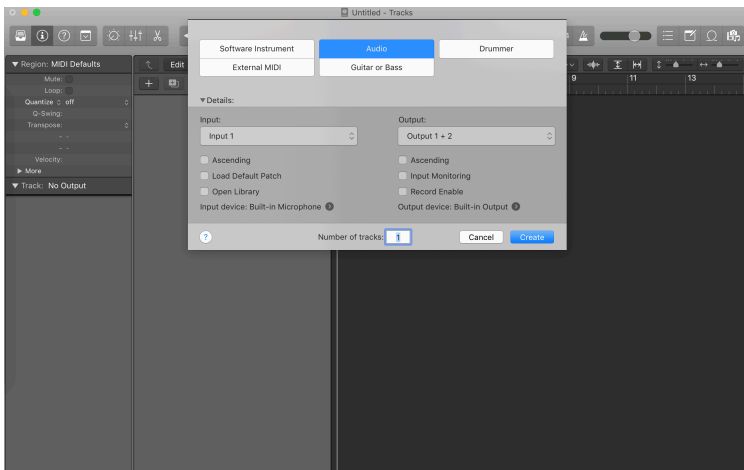 Untitled - Tracks
Software Instrument
Audio
Drummer
External MIDI
Guitar or Bass
Details:
Input:
Output:
Input 1
Output 1 + 2
Ascending
Ascending
Load Default Patch
Input Monitoring
Open Library
Record Enable
Input device: Built-in Microphone
Output device: Built-in Output
?
Number of tracks: 1
Cancel
Create
Region: MIDI Defaults
Mute:
Loop:
Quantize off
Q-Swing:
Transpose:
- -
- -
Velocity:
More
Track: No Output
Edit
9 11 13